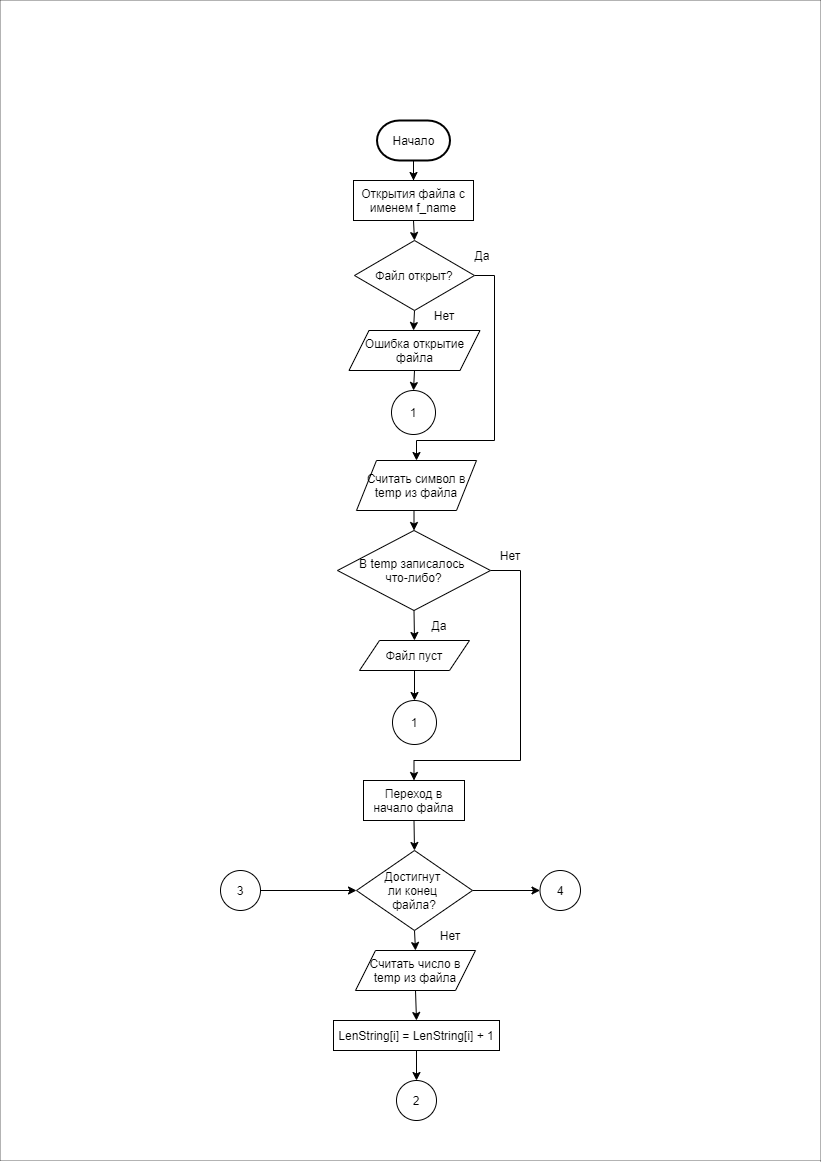 Начало
Открытия файла с
именем f_name
Да
Файл открыт?
Нет
Ошибка открытие
файла
1
Считать символ в
temp из файла
Нет
В temp записалось
что-либо?
Да
Файл пуст
1
Переход в
начало файла
3
Достигнут
ли конец
файла?
4
Нет
Считать число в
temp из файла
LenString[i] = LenString[i] + 1
2